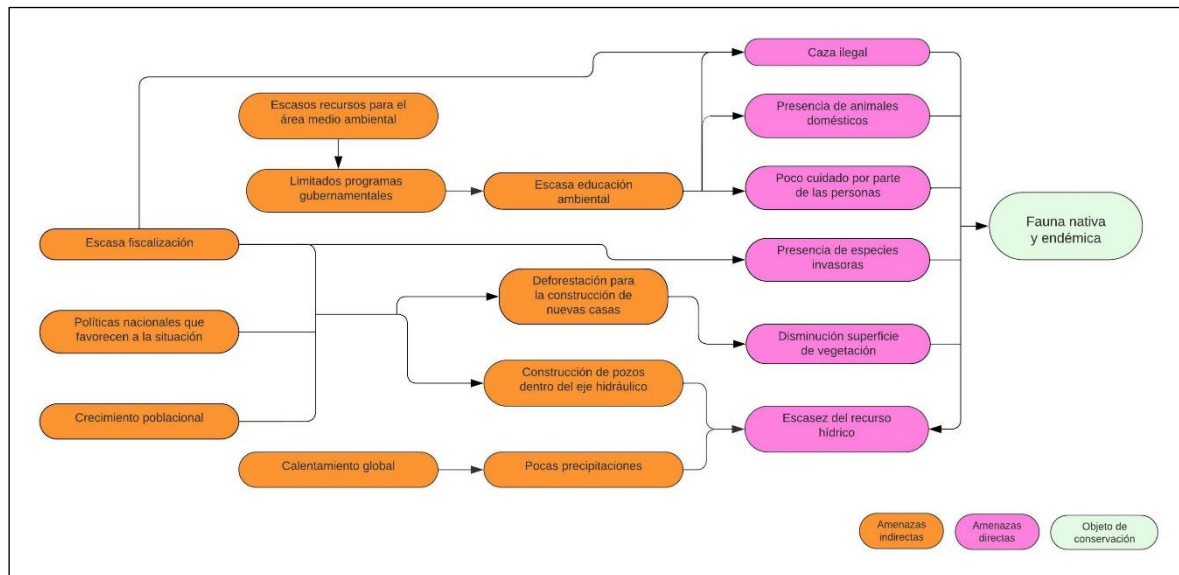 Caza ilegal
Escasos recursos para el
área medio ambiental
Presencia de animales
domésticos
Limitados programas
gubernamentales
Escasa educación
ambiental
Poco cuidado por parte
de las personas
Fauna nativa
y endémica
Escasa fiscalización
Presencia de especies
invasoras
Deforestación para
la construcción de
nuevas casas
Políticas nacionales que
favorecen a la situación
Disminución superficie
de vegetación
Construcción de pozos
dentro del eje hidráulico
Crecimiento poblacional
Escasez del recurso
hídrico
Calentamiento global
Pocas precipitaciones
Amenazas
indirectas
Amenazas
directas
Objeto de
conservación